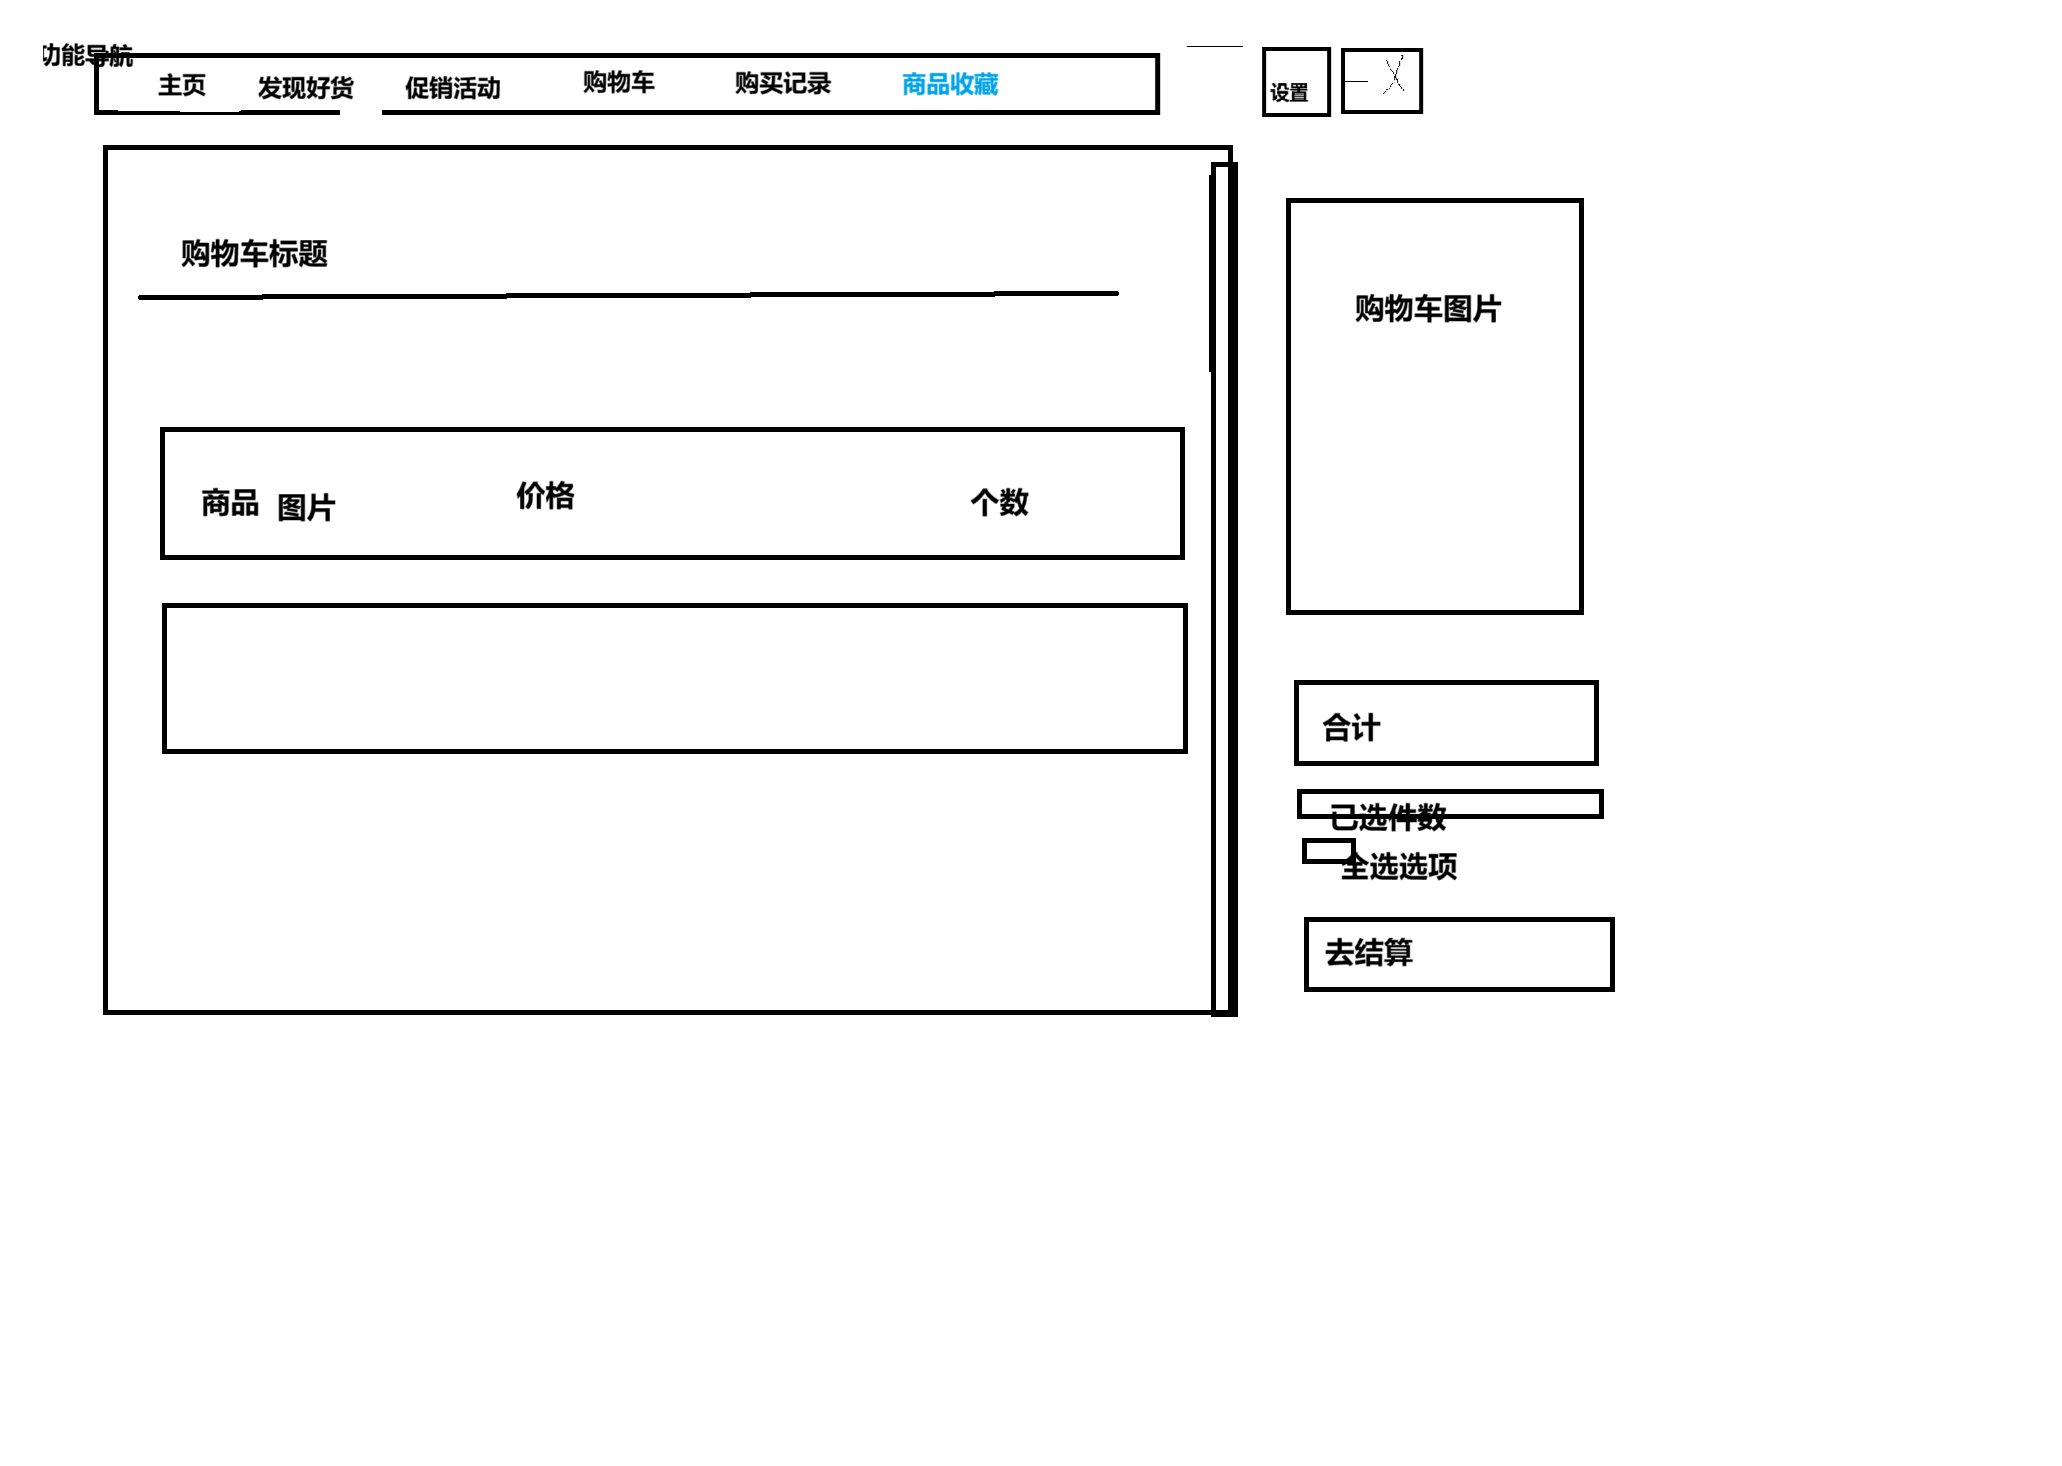 功能导航
主页 发现好货 促销活动 购物车 购买记录 商品收藏 设置
购物车标题
购物车图片
商品 图片 价格 个数
合计
已选件数
全选选项
去结算